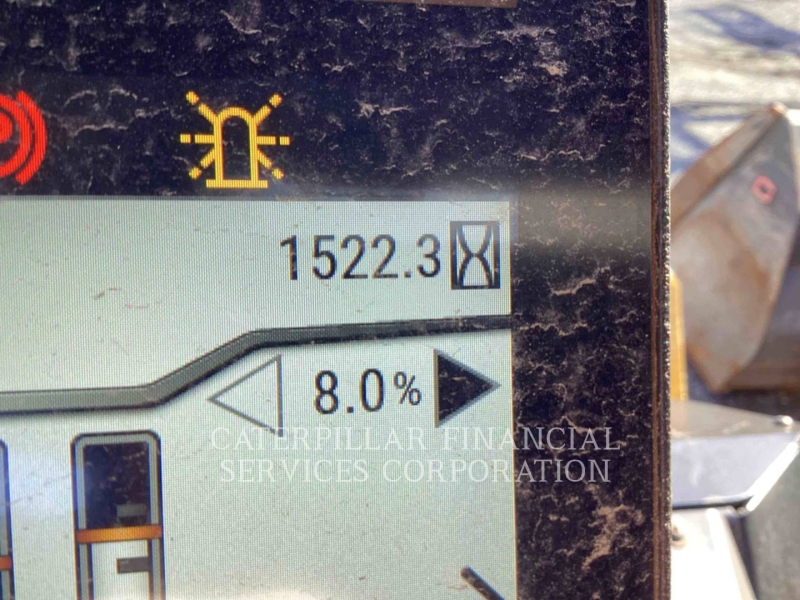 1522.3
8.0%
CATERPILLAR FINANCIAL
SERVICES CORPORATION